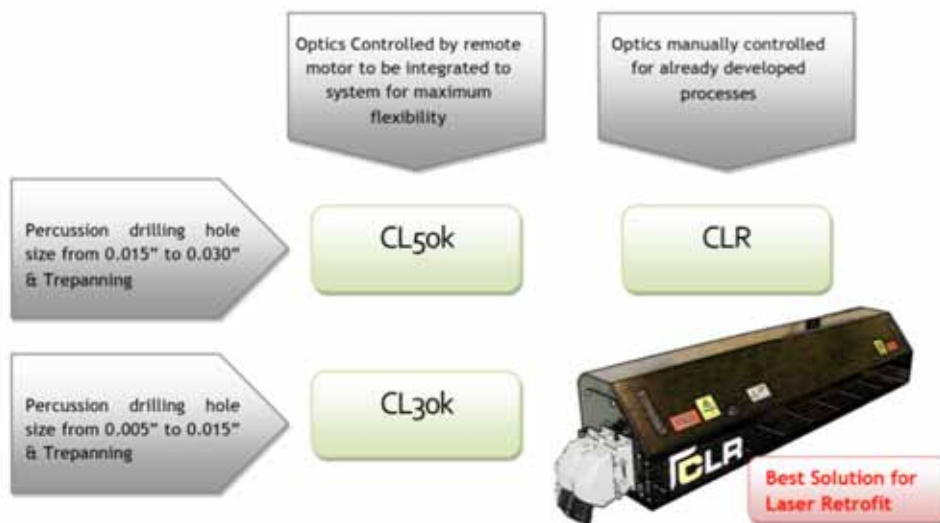 Optics Controlled by remote
motor to be integrated to
system for maximum
flexibility
Optics manually controlled
for already developed
processes
Percussion drilling hole
size from 0.015” to 0.030”
& Trepanning
CL50k
CLR
Percussion drilling hole
size from 0.005” to 0.015”
& Trepanning
CL30k
CLR
Best Solution for
Laser Retrofit